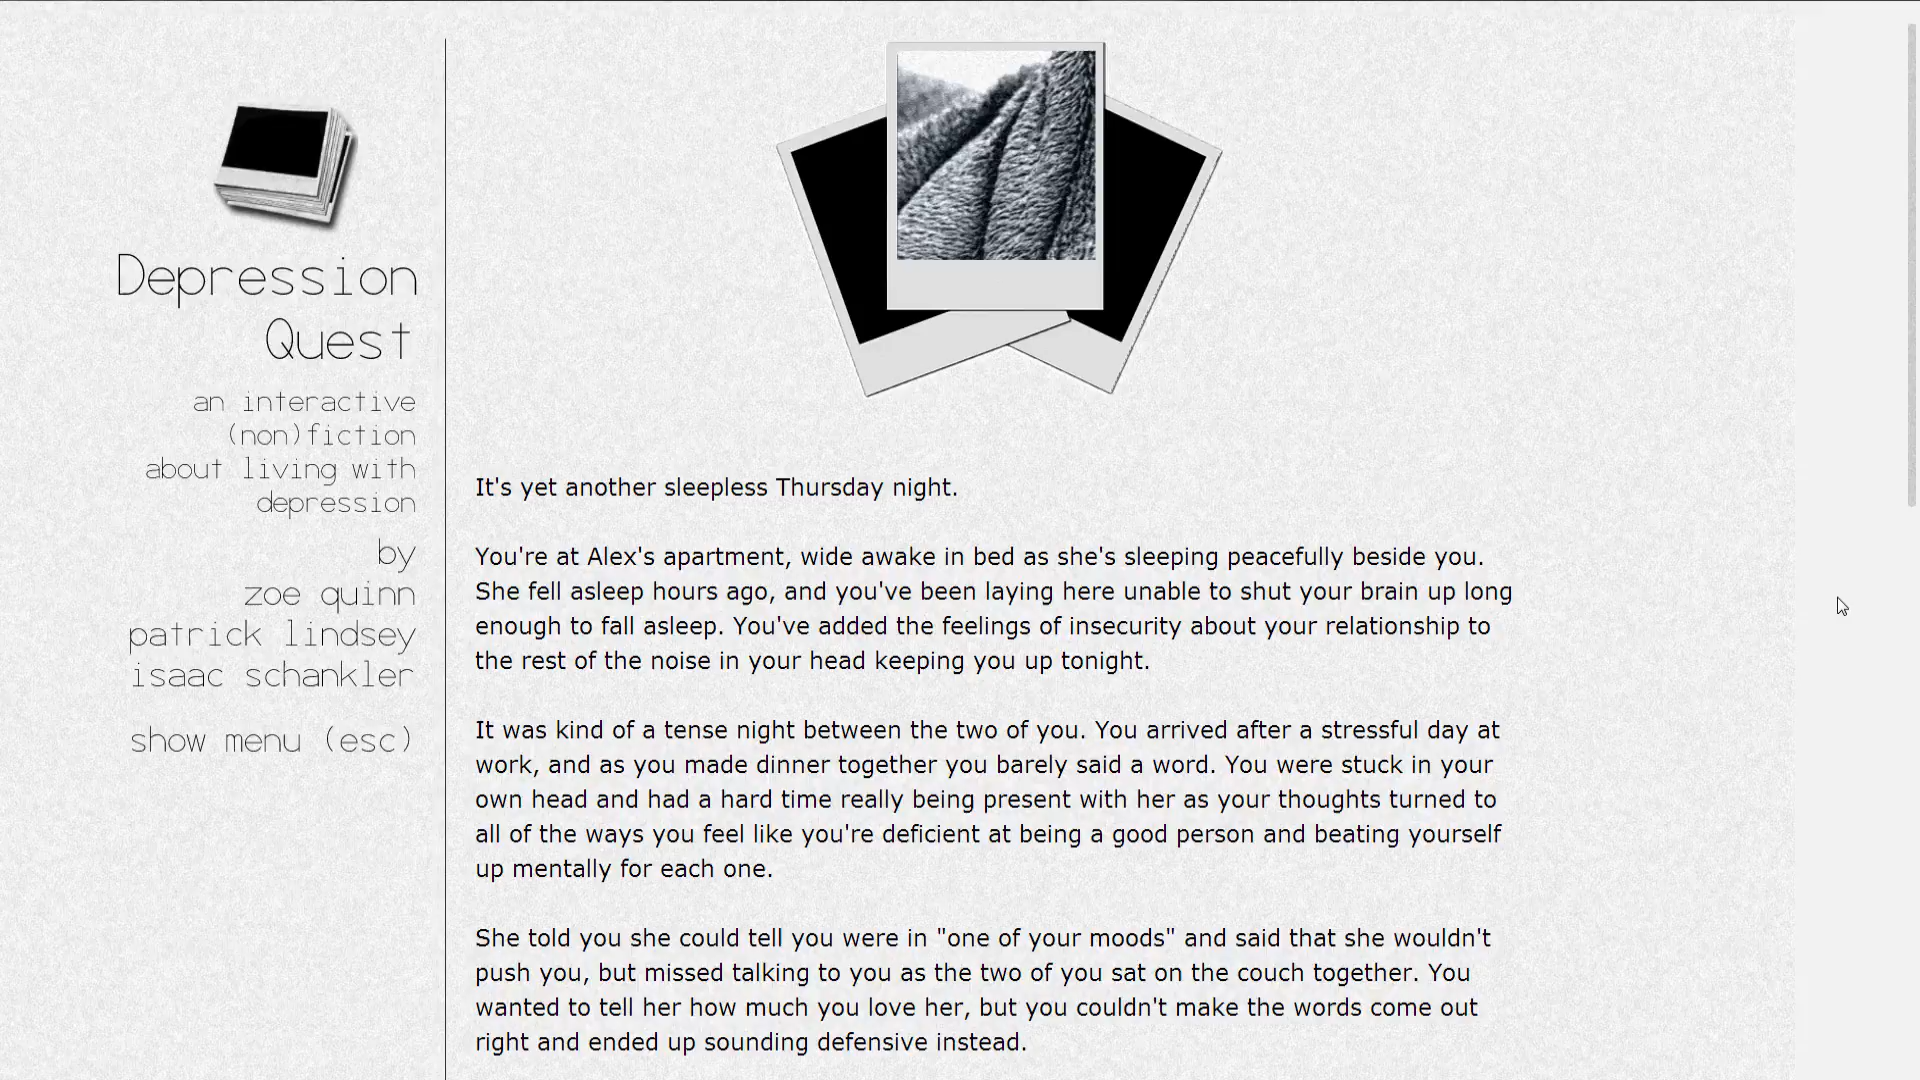 Depression
Quest
an interactive
(non)fiction
about living with
depression
by
zoe quinn
patrick lindsey
isaac schankler
show menu (esc)
It's yet another sleepless Thursday night.
You're at Alex's apartment, wide awake in bed as she's sleeping peacefully beside you.
She fell asleep hours ago, and you've been laying here unable to shut your brain up long
enough to fall asleep. You've added the feelings of insecurity about your relationship to
the rest of the noise in your head keeping you up tonight.
It was kind of a tense night between the two of you. You arrived after a stressful day at
work, and as you made dinner together you barely said a word. You were stuck in your
own head and had a hard time really being present with her as your thoughts turned to
all of the ways you feel like you're deficient at being a good person and beating yourself
up mentally for each one.
She told you she could tell you were in "one of your moods" and said that she wouldn't
push you, but missed talking to you as the two of you sat on the couch together. You
wanted to tell her how much you love her, but you couldn't make the words come out
right and ended up sounding defensive instead.